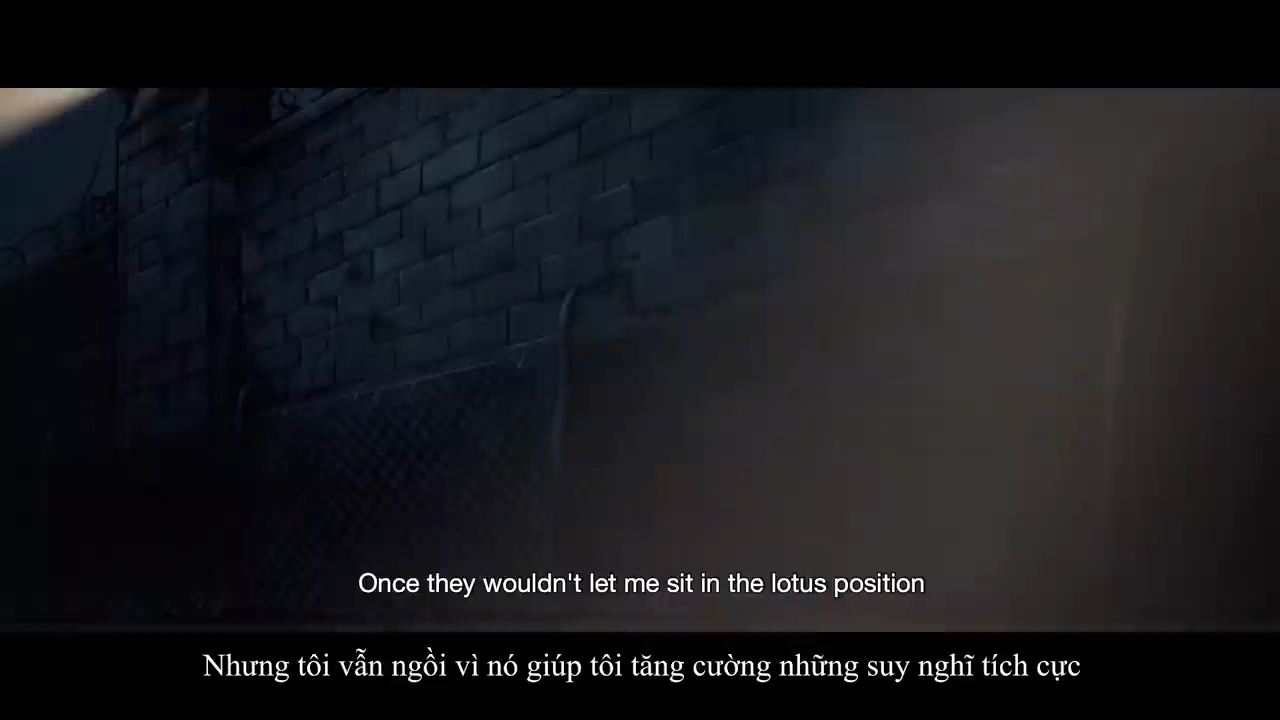 Once they wouldn't let me sit in the lotus position
Nhưng tôi vẫn ngồi vì nó giúp tôi tăng cường những suy nghĩ tích cực